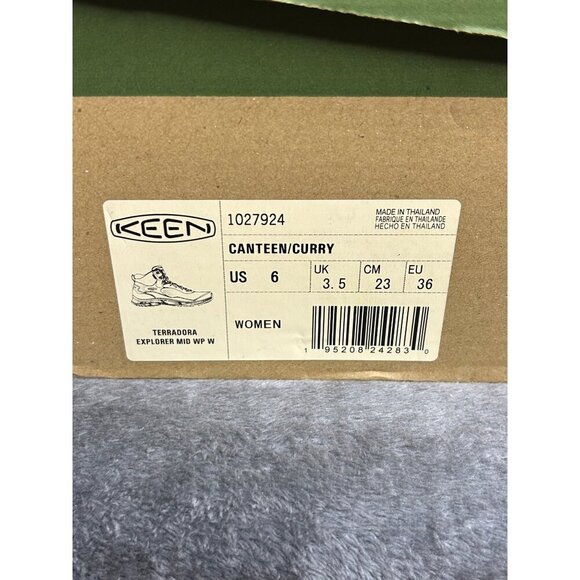 KEEN
1027924
MADE IN THAILAND
FABRIQUE EN THAILANDE
HECHO EN THAILANDIA
CANTEEN/CURRY
US 6
UK 3.5
CM 23
EU 36
TERRADORA
EXPLORER MID WP W
WOMEN
1 95208 24283 0